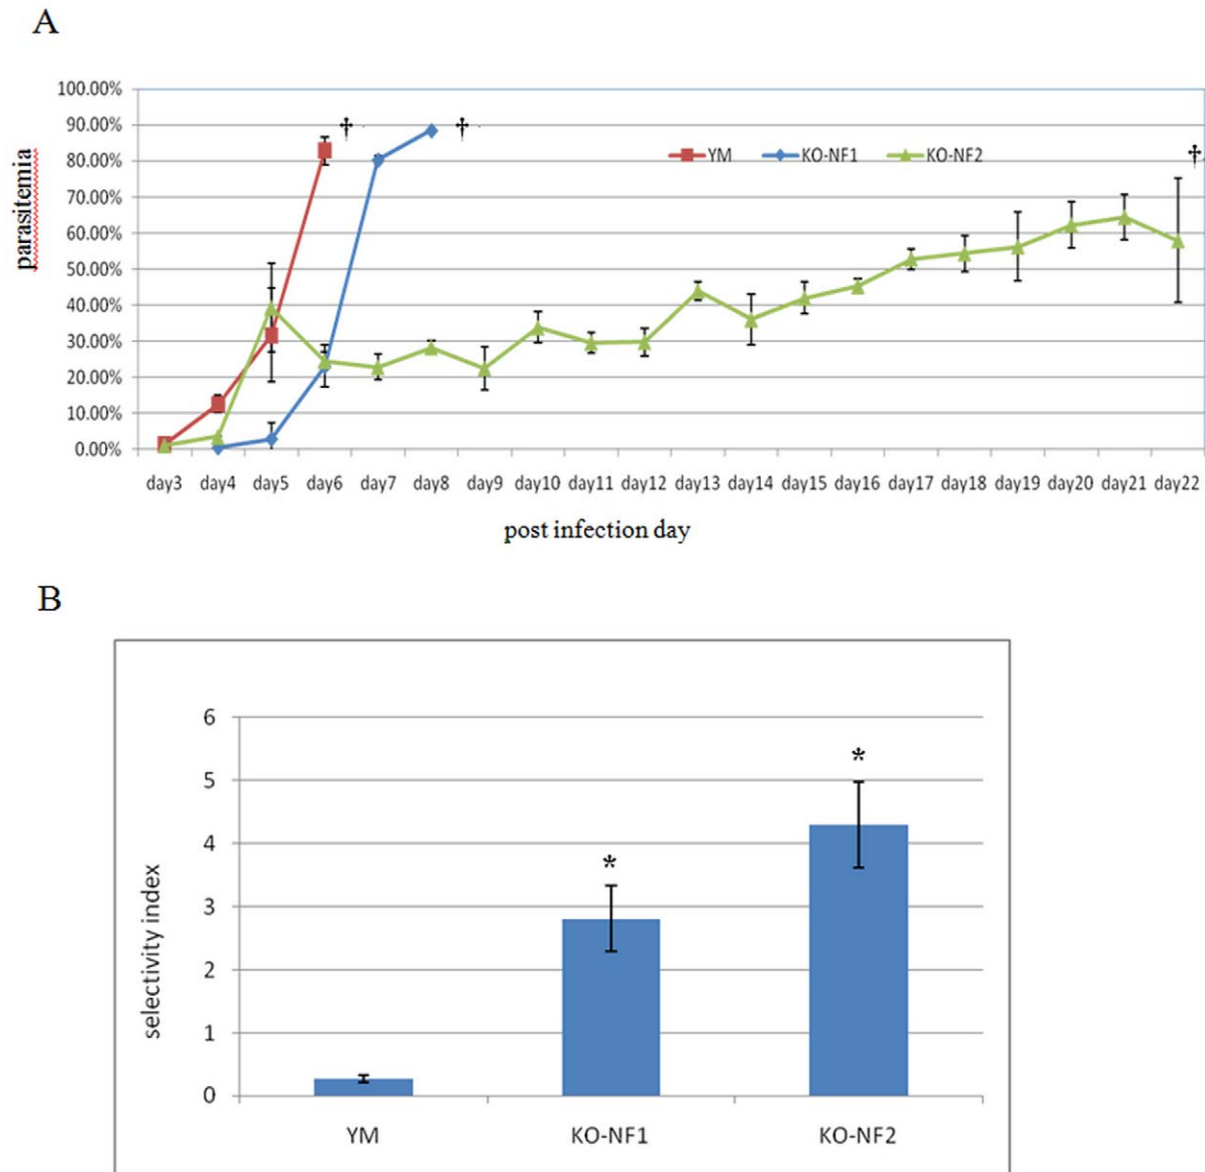 A
100.00%
90.00%
80.00%
70.00%
60.00%
50.00%
40.00%
30.00%
20.00%
10.00%
0.00%
parasitemia
† † †
YM KO-NF1 KO-NF2
day3 day4 day5 day6 day7 day8 day9 day10 day11 day12 day13 day14 day15 day16 day17 day18 day19 day20 day21 day22
post infection day
B
6
5
4
3
2
1
0
selectivity index
*
*
YM KO-NF1 KO-NF2